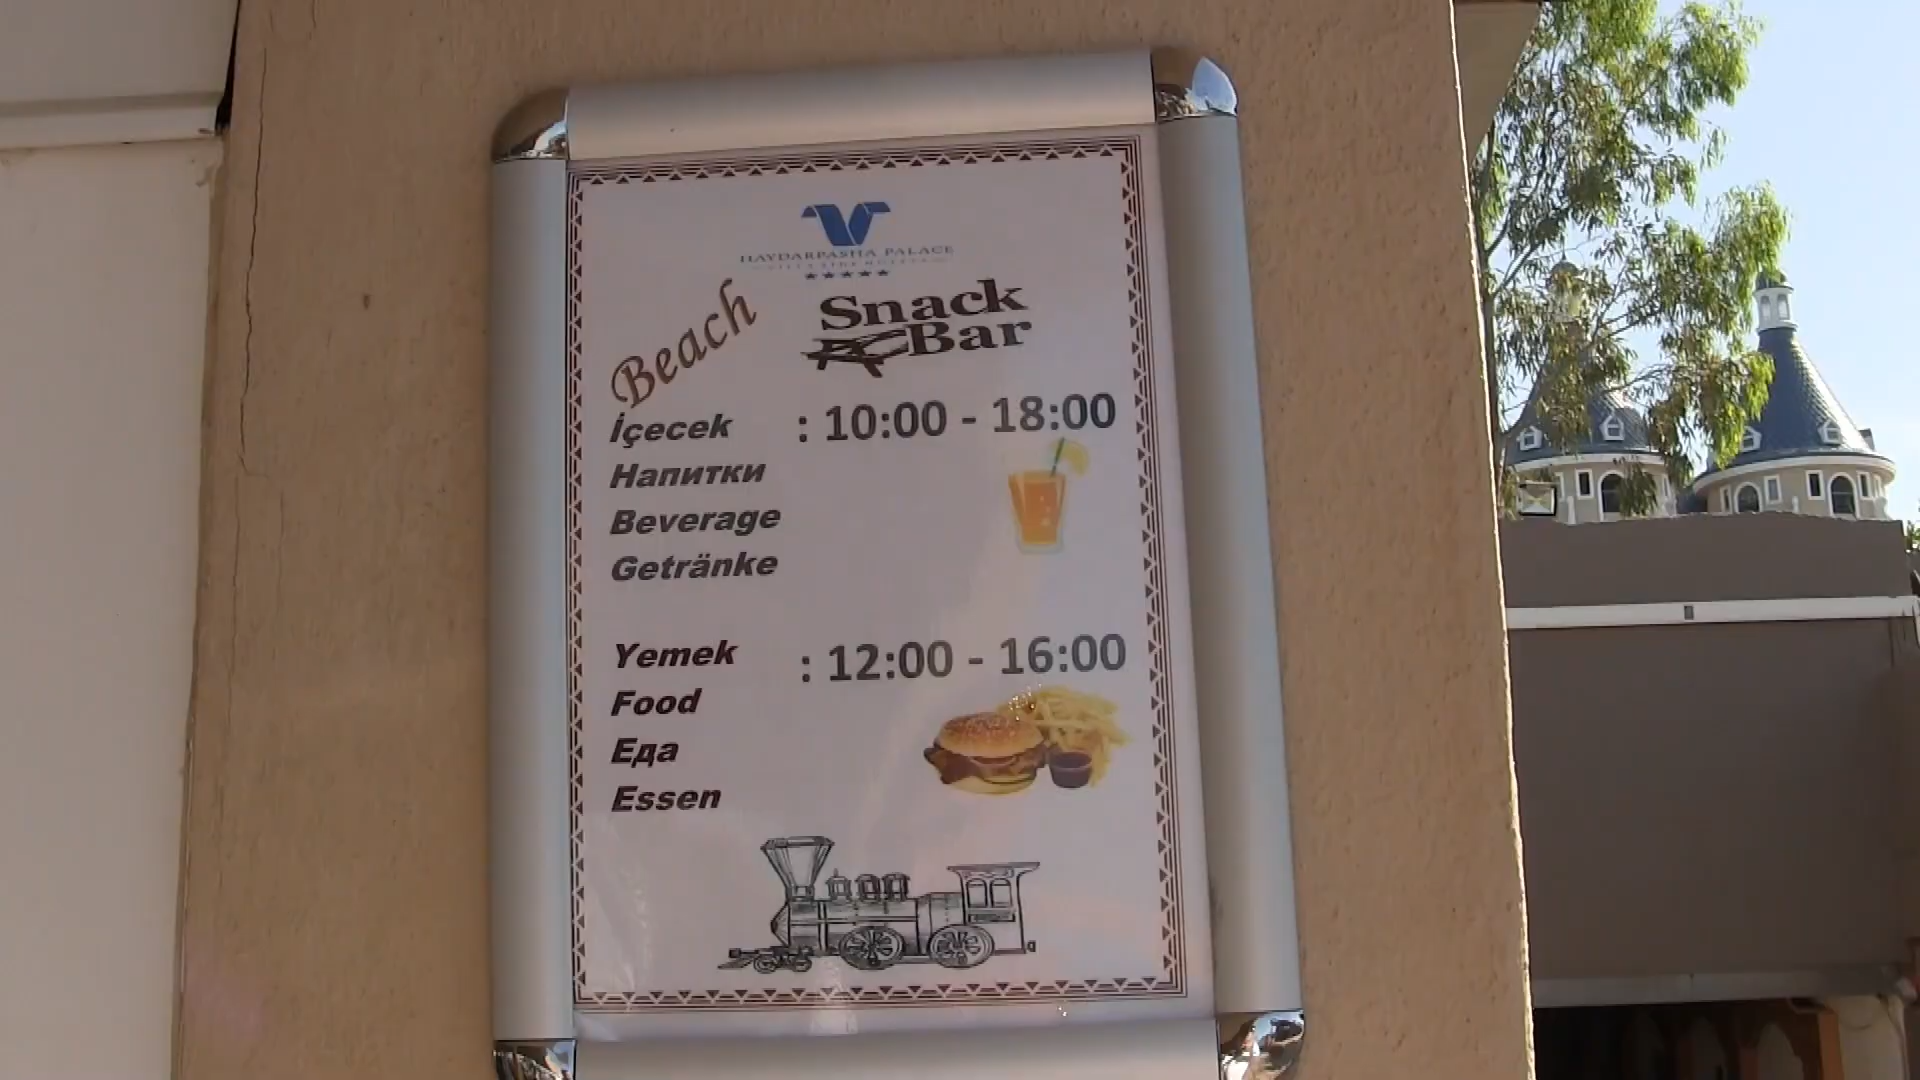 HAYDARPASHA PALACE
Beach
Snack
Bar
İçecek : 10:00 - 18:00
Напитки
Beverage
Getränke
Yemek : 12:00 - 16:00
Food
Еда
Essen